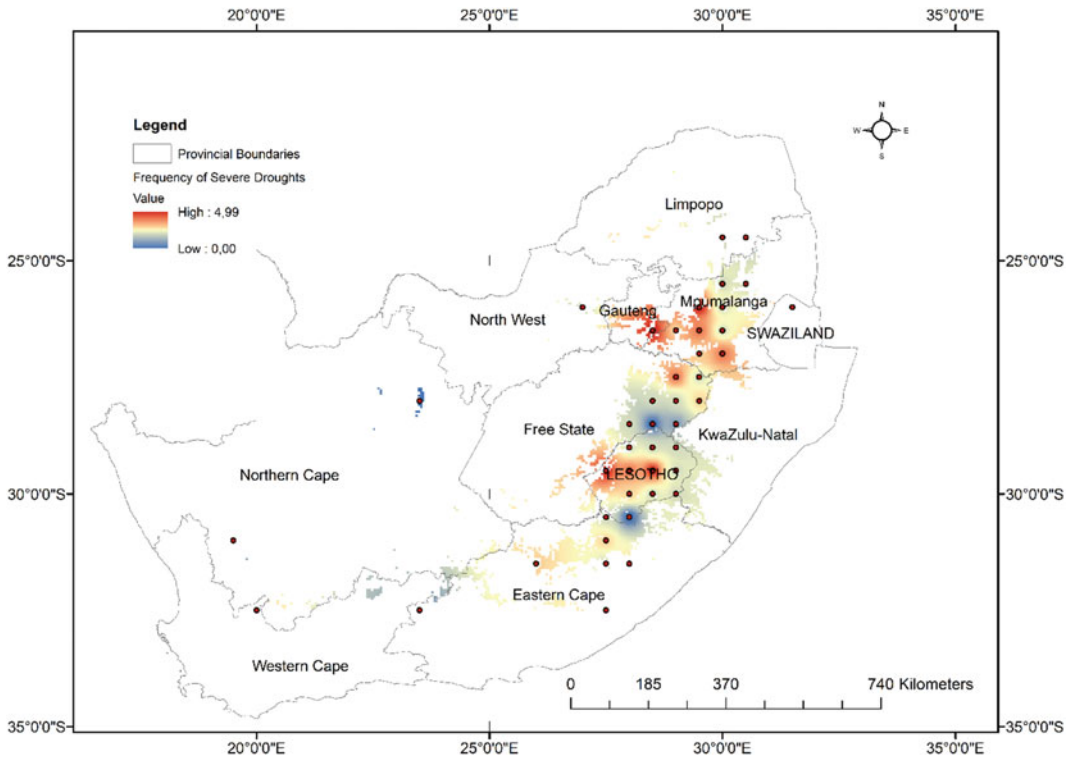 20°0'0"E 25°0'0"E 30°0'0"E 35°0'0"E
N
W E
S
Legend
Provincial Boundaries
Frequency of Severe Droughts
Value
High : 4,99
Low : 0,00
Limpopo
25°0'0"S 25°0'0"S
Mpumalanga
Gauteng
North West
SWAZILAND
Free State
KwaZulu-Natal
Northern Cape
LESOTHO
30°0'0"S 30°0'0"S
Eastern Cape
Western Cape
0 185 370 740 Kilometers
35°0'0"S 35°0'0"S
20°0'0"E 25°0'0"E 30°0'0"E 35°0'0"E